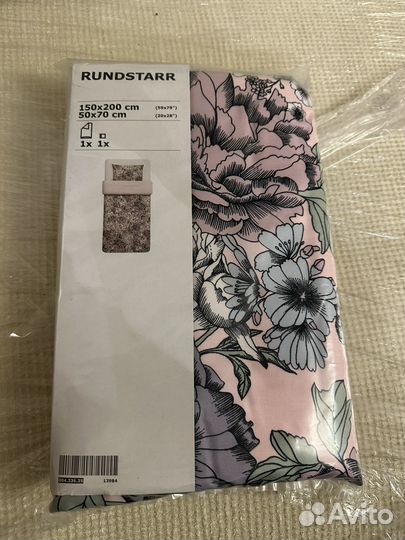 RUNDSTARR
150x200 cm (59x79")
50x70 cm (20x28")
1x 1x
13084
Avito